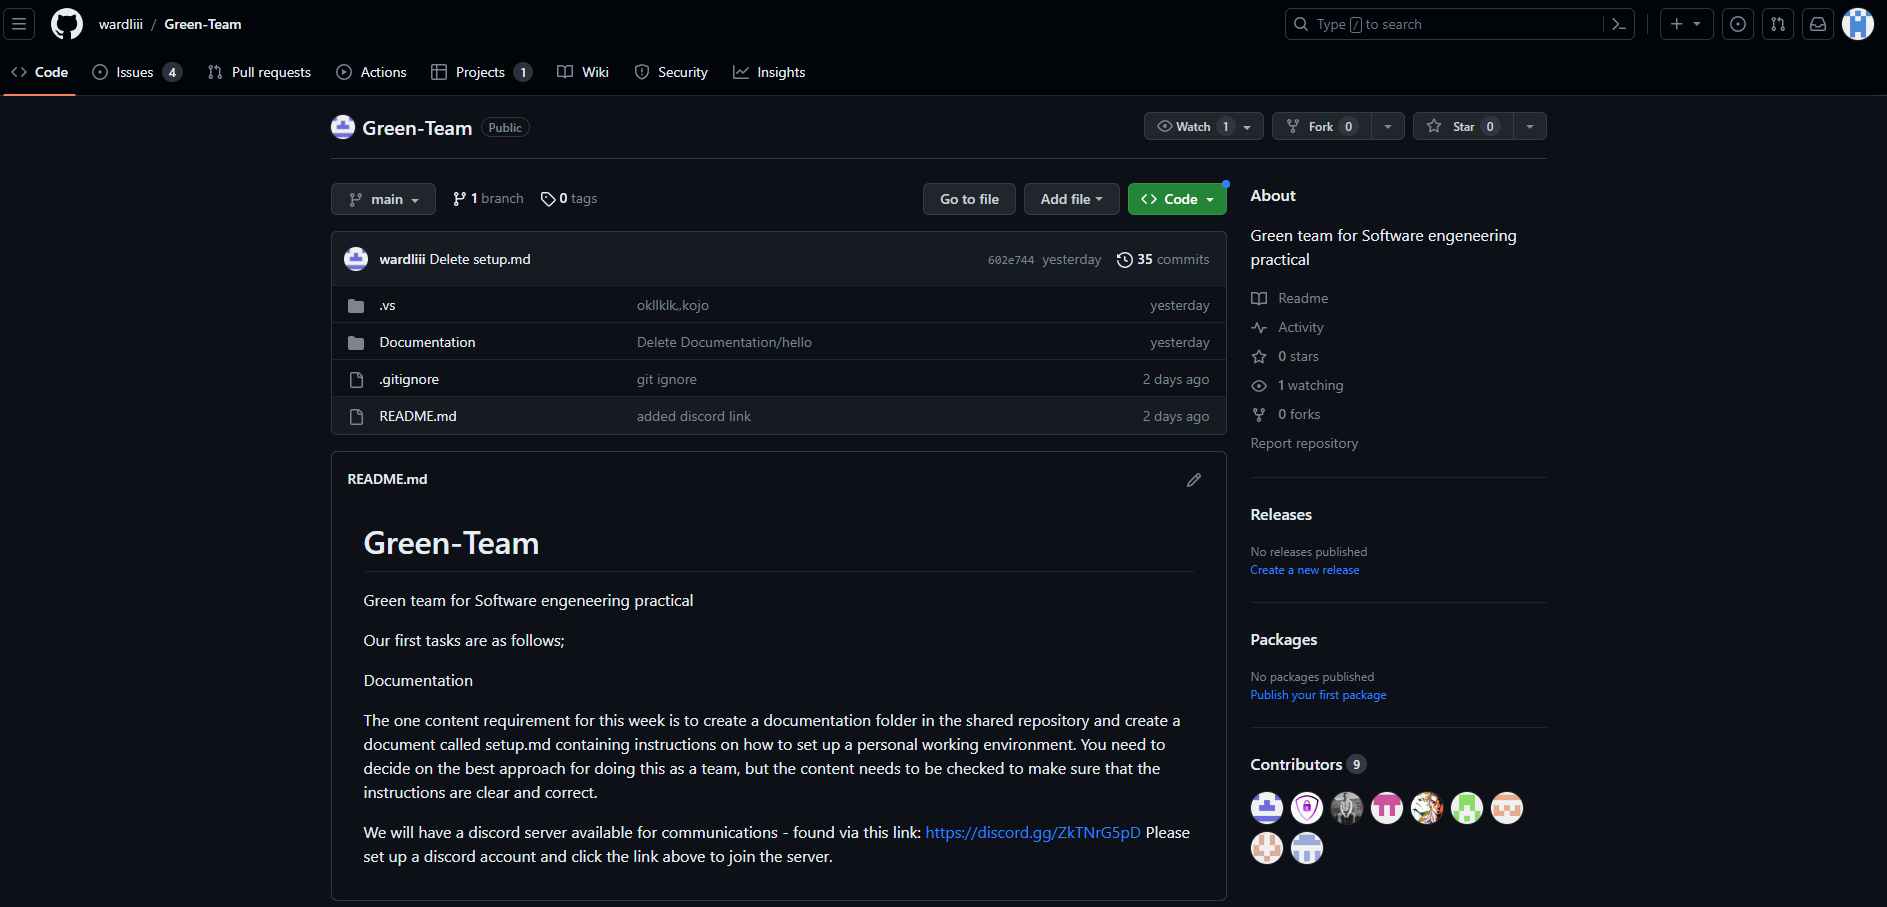 wardliii / Green-Team
Type / to search
Code Issues 4 Pull requests Actions Projects 1 Wiki Security Insights
Green-Team Public
Watch 1 Fork 0 Star 0
main 1 branch 0 tags Go to file Add file Code
wardliii Delete setup.md 602e744 yesterday 35 commits
.vs okllklk,,kojo yesterday
Documentation Delete Documentation/hello yesterday
.gitignore git ignore 2 days ago
README.md added discord link 2 days ago
README.md
Green-Team
Green team for Software engeneering practical
Our first tasks are as follows;
Documentation
The one content requirement for this week is to create a documentation folder in the shared repository and create a
document called setup.md containing instructions on how to set up a personal working environment. You need to
decide on the best approach for doing this as a team, but the content needs to be checked to make sure that the
instructions are clear and correct.
We will have a discord server available for communications - found via this link: https://discord.gg/ZkTNrG5pD Please
set up a discord account and click the link above to join the server.
About
Green team for Software engeneering
practical
Readme
Activity
0 stars
1 watching
0 forks
Report repository
Releases
No releases published
Create a new release
Packages
No packages published
Publish your first package
Contributors 9